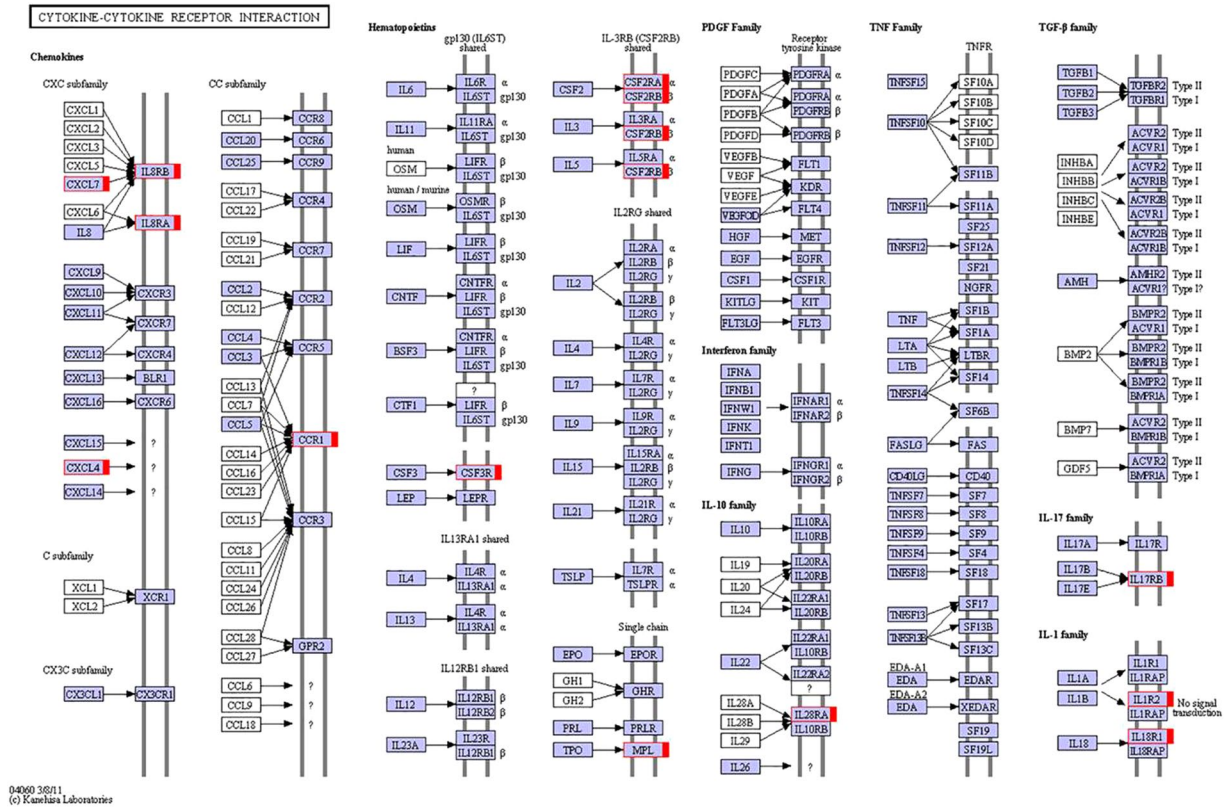 CYTOKINE-CYTOKINE RECEPTOR INTERACTION
Chemokines
CXC subfamily
CXCL1
CXCL2
CXCL3
CXCL5
CXCL7
IL8RB
CXCL6
IL8
IL8RA
CXCL9
CXCL10
CXCL11
CXCR3
CXCR7
CXCL12
CXCR4
CXCL13
BLR1
CXCL16
CXCR6
CXCL15
?
CXCL4
?
CXCL14
?
C subfamily
XCL1
XCL2
XCR1
CX3C subfamily
CX3CL1
CX3CR1
CC subfamily
CCL1
CCR8
CCL20
CCR6
CCL25
CCR9
CCL17
CCL22
CCR4
CCL19
CCL21
CCR7
CCL2
CCL12
CCR2
CCL4
CCL3
CCR5
CCL13
CCL7
CCL5
CCR1
CCL14
CCL16
CCL23
CCL15
CCR3
CCL8
CCL11
CCL24
CCL26
CCL28
CCL27
GPR2
CCL6
?
CCL9
?
CCL18
?
Hematopoietins
gp130 (IL6ST)
shared
IL6
IL6R α
IL6ST gp130
IL11
IL11RA α
IL6ST gp130
human
OSM
LIFR β
IL6ST gp130
human / murine
OSM
OSMR β
IL6ST gp130
LIF
LIFR β
IL6ST gp130
CNTF
CNTFR α
LIFR β
IL6ST gp130
BSF3
CNTFR α
LIFR β
IL6ST gp130
CTF1
?
LIFR β
IL6ST gp130
CSF3
CSF3R
LEP
LEPR
IL13RA1 shared
IL4
IL4R α
IL13RA1 α
IL13
IL4R α
IL13RA1 α
IL12RB1 shared
IL12
IL12RB1 β
IL12RB2 β
IL23A
IL23R
IL12RB1 β
IL-3RB (CSF2RB)
shared
CSF2
CSF2RA α
CSF2RB β
IL3
IL3RA α
CSF2RB β
IL5
IL5RA α
CSF2RB β
IL2RG shared
IL2
IL2RA α
IL2RB β
IL2RG γ
IL2RB β
IL2RG γ
IL4
IL4R α
IL2RG γ
IL7
IL7R α
IL2RG γ
IL9
IL9R α
IL2RG γ
IL15
IL15RA α
IL2RB β
IL2RG γ
IL21
IL21R α
IL2RG γ
TSLP
IL7R α
TSLPR α
Single chain
EPO
EPOR
GH1
GH2
GHR
PRL
PRLR
TPO
MPL
PDGF Family
Receptor
tyrosine kinase
PDGFC
PDGFA
PDGFB
PDGFD
PDGFRA α
PDGFRA α
PDGFRB β
PDGFRB β
VEGFB
VEGF
VEGFE
VEGFC/D
FLT1
KDR
FLT4
HGF
MET
EGF
EGFR
CSF1
CSF1R
KITLG
KIT
FLT3LG
FLT3
Interferon family
IFNA
IFNB1
IFNW1
IFNK
IFNT1
IFNAR1 α
IFNAR2 β
IFNG
IFNGR1 α
IFNGR2 β
IL-10 family
IL10
IL10RA
IL10RB
IL19
IL20
IL24
IL20RA
IL20RB
IL22RA1
IL20RB
IL22
IL22RA1
IL10RB
IL22RA2
?
IL28A
IL28B
IL29
IL28RA
IL10RB
IL26
?
TNF Family
TNFR
TNFSF15
TNFSF10
SF10A
SF10B
SF10C
SF10D
SF11B
TNFSF11
SF11A
SF25
TNFSF12
SF12A
SF21
NGFR
TNF
LTA
LTB
TNFSF14
SF1B
SF1A
LTBR
SF14
SF6B
FASLG
FAS
CD40LG
CD40
TNFSF7
SF7
TNFSF8
SF8
TNFSF9
SF9
TNFSF4
SF4
TNFSF18
SF18
TNFSF13
TNFSF13B
SF17
SF13B
SF13C
EDA-A1
EDA
EDAR
EDA-A2
EDA
XEDAR
SF19
SF19L
TGF-β family
TGFB1
TGFB2
TGFB3
TGFBR2 Type II
TGFBR1 Type I
INHBA
INHBB
INHBC
INHBE
ACVR2 Type II
ACVR1 Type I
ACVR2 Type II
ACVR1B Type I
ACVR2B Type II
ACVR1 Type I
ACVR2B Type II
ACVR1B Type I
AMH
AMHR2 Type II
ACVR1? Type I?
BMP2
BMPR2 Type II
ACVR1 Type I
BMPR2 Type II
BMPR1B Type I
BMPR2 Type II
BMPR1A Type I
BMP7
ACVR2 Type II
BMPR1B Type I
GDF5
ACVR2 Type II
BMPR1A Type I
IL-17 family
IL17A
IL17R
IL17B
IL17E
IL17RB
IL-1 family
IL1A
IL1B
IL1R1
IL1RAP
IL1R2
IL1RAP
No signal
transduction
IL18
IL18R1
IL18RAP
04060 3/8/11
(c) Kanehisa Laboratories